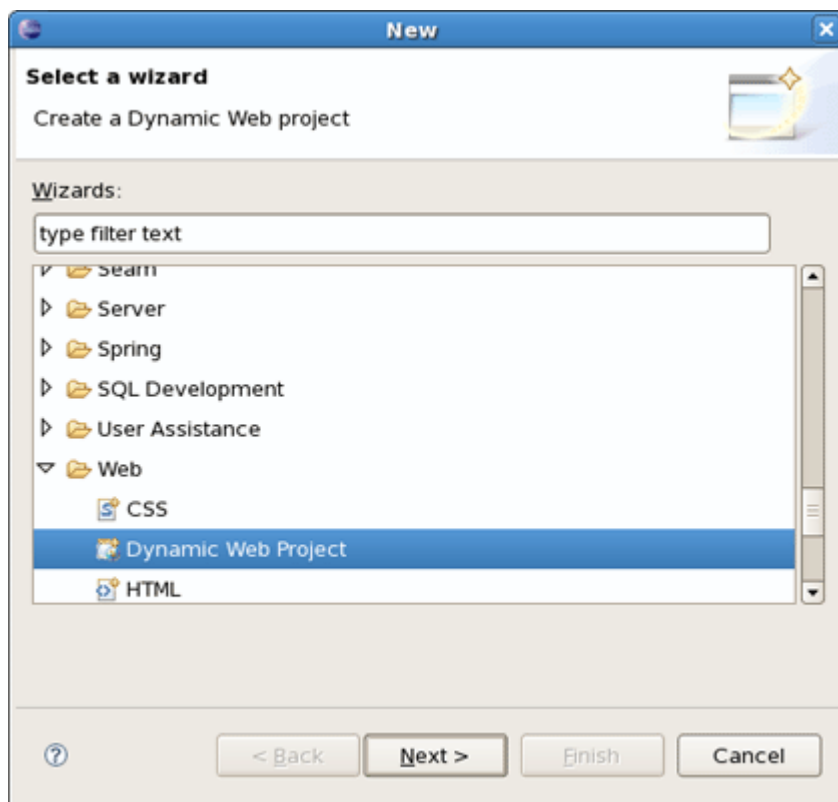 New
Select a wizard
Create a Dynamic Web project
Wizards:
type filter text
Seam
Server
Spring
SQL Development
User Assistance
Web
CSS
Dynamic Web Project
HTML
< Back Next > Finish Cancel